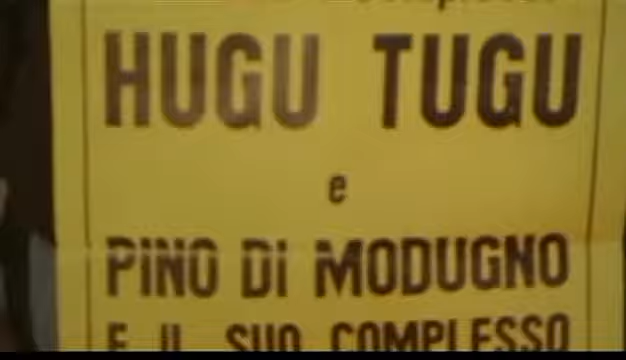 HUGU TUGU
e
PINO DI MODUGNO
E IL SUO COMPLESSO